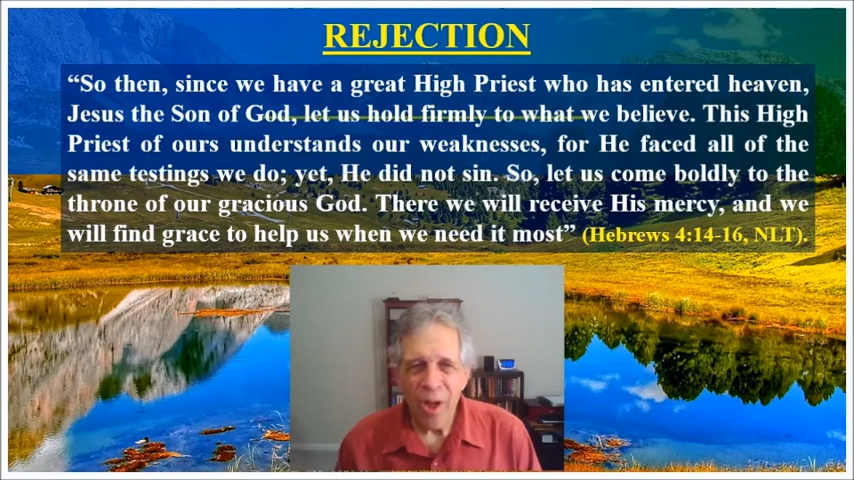 REJECTION
“So then, since we have a great High Priest who has entered heaven,
Jesus the Son of God, let us hold firmly to what we believe. This High
Priest of ours understands our weaknesses, for He faced all of the
same testings we do; yet, He did not sin. So, let us come boldly to the
throne of our gracious God. There we will receive His mercy, and we
will find grace to help us when we need it most” (Hebrews 4:14-16, NLT).